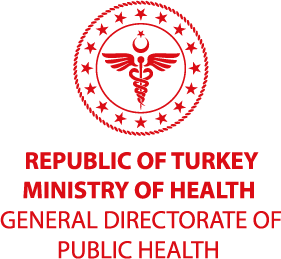 REPUBLIC OF TURKEY
MINISTRY OF HEALTH
GENERAL DIRECTORATE OF
PUBLIC HEALTH